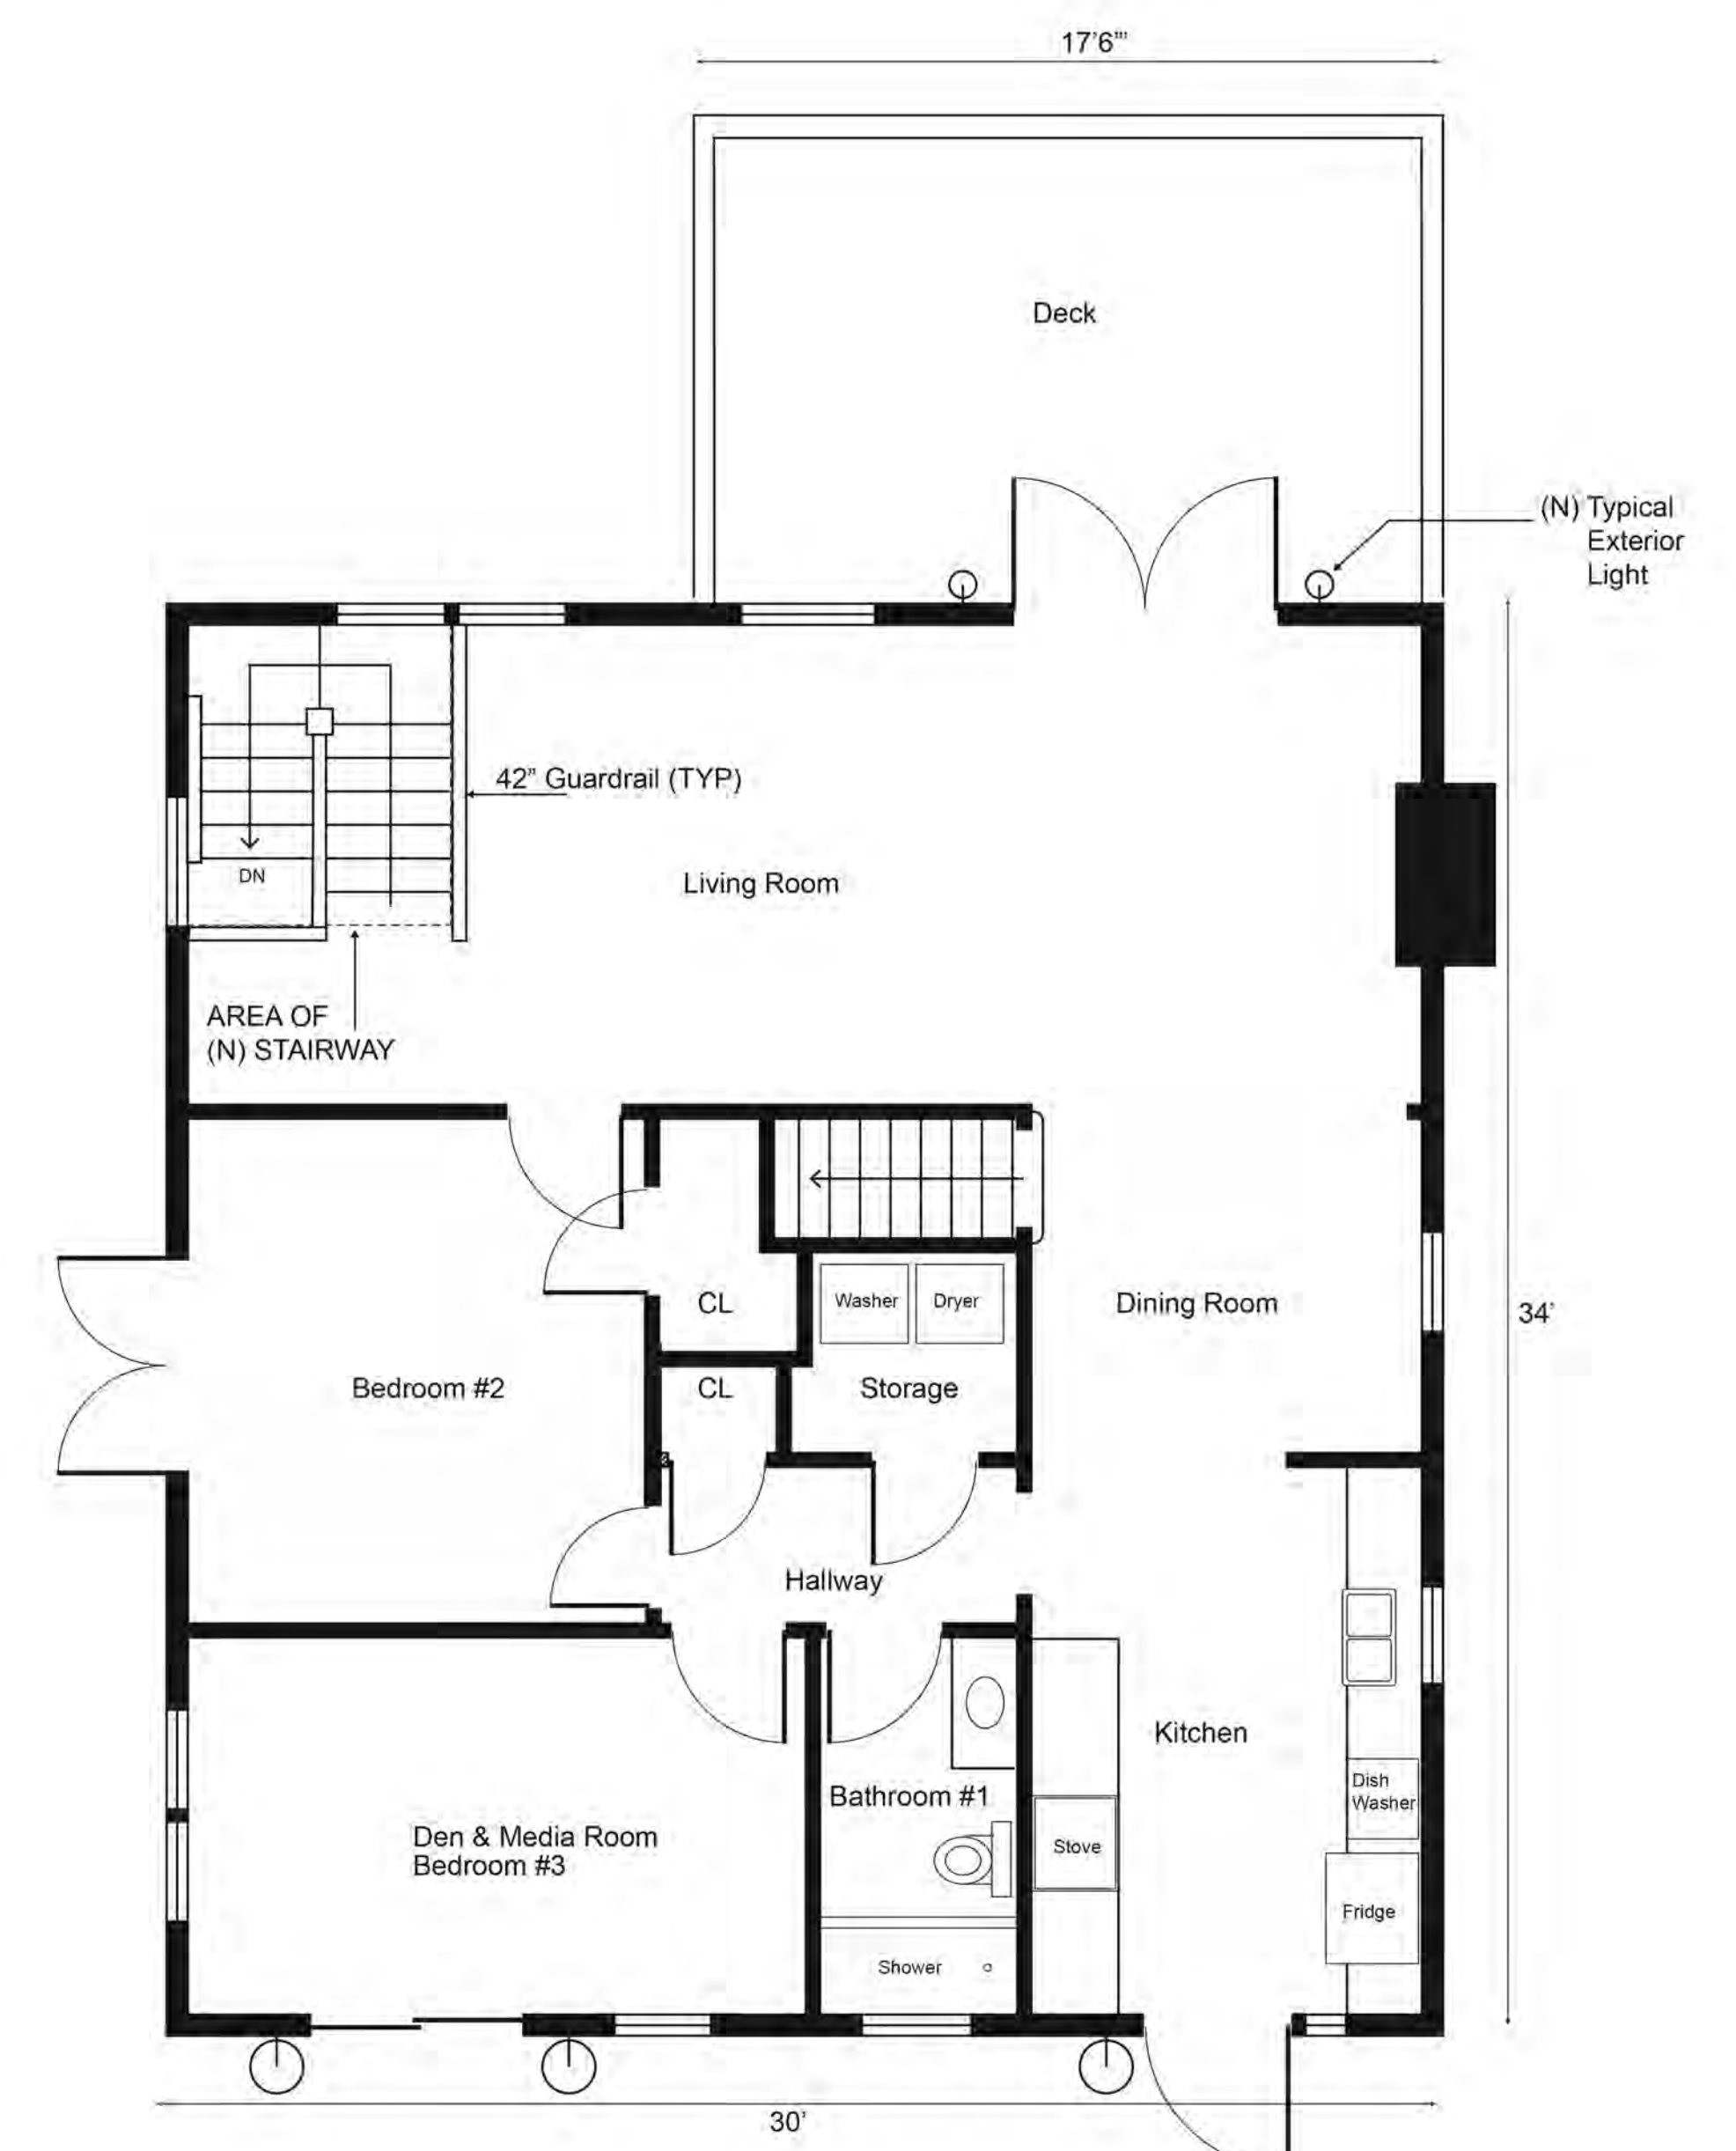 17'6'"
Deck
(N) Typical
Exterior
Light
42” Guardrail (TYP)
DN
Living Room
AREA OF
(N) STAIRWAY
CL
Washer
Dryer
Dining Room
34'
Bedroom #2
CL
Storage
Hallway
Kitchen
Dish
Washer
Bathroom #1
Den & Media Room
Bedroom #3
Stove
Fridge
Shower
30'